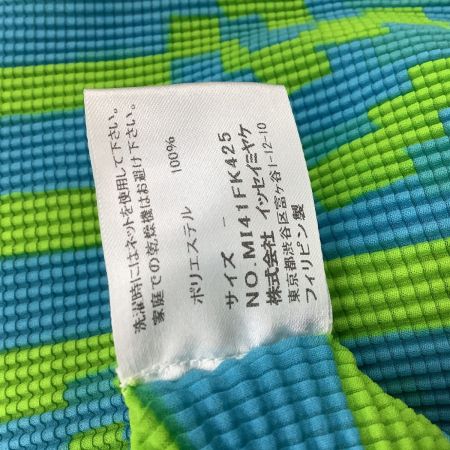 洗濯時にはネットを使用して下さい。
家庭での乾燥機はお避け下さい。
ポリエステル 100%
サイズ -
NO.MI41FK425
株式会社 イッセイミヤケ
東京都渋谷区富ヶ谷1-12-10
フィリピン製